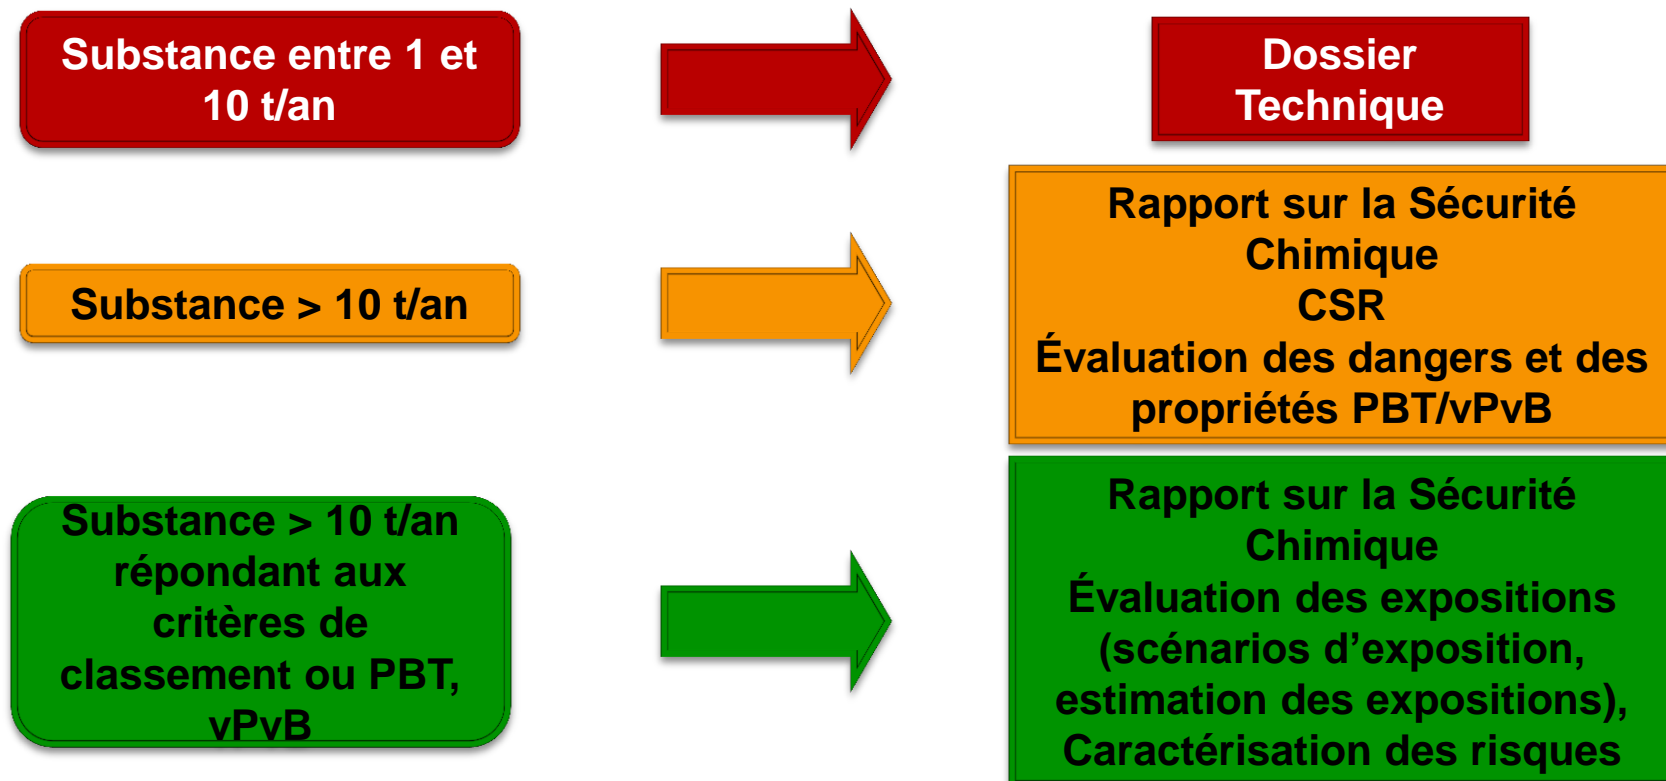 Substance entre 1 et
10 t/an
Dossier
Technique
Substance > 10 t/an
Rapport sur la Sécurité
Chimique
CSR
Évaluation des dangers et des
propriétés PBT/vPvB
Substance > 10 t/an
répondant aux
critères de
classement ou PBT,
vPvB
Rapport sur la Sécurité
Chimique
Évaluation des expositions
(scénarios d’exposition,
estimation des expositions),
Caractérisation des risques